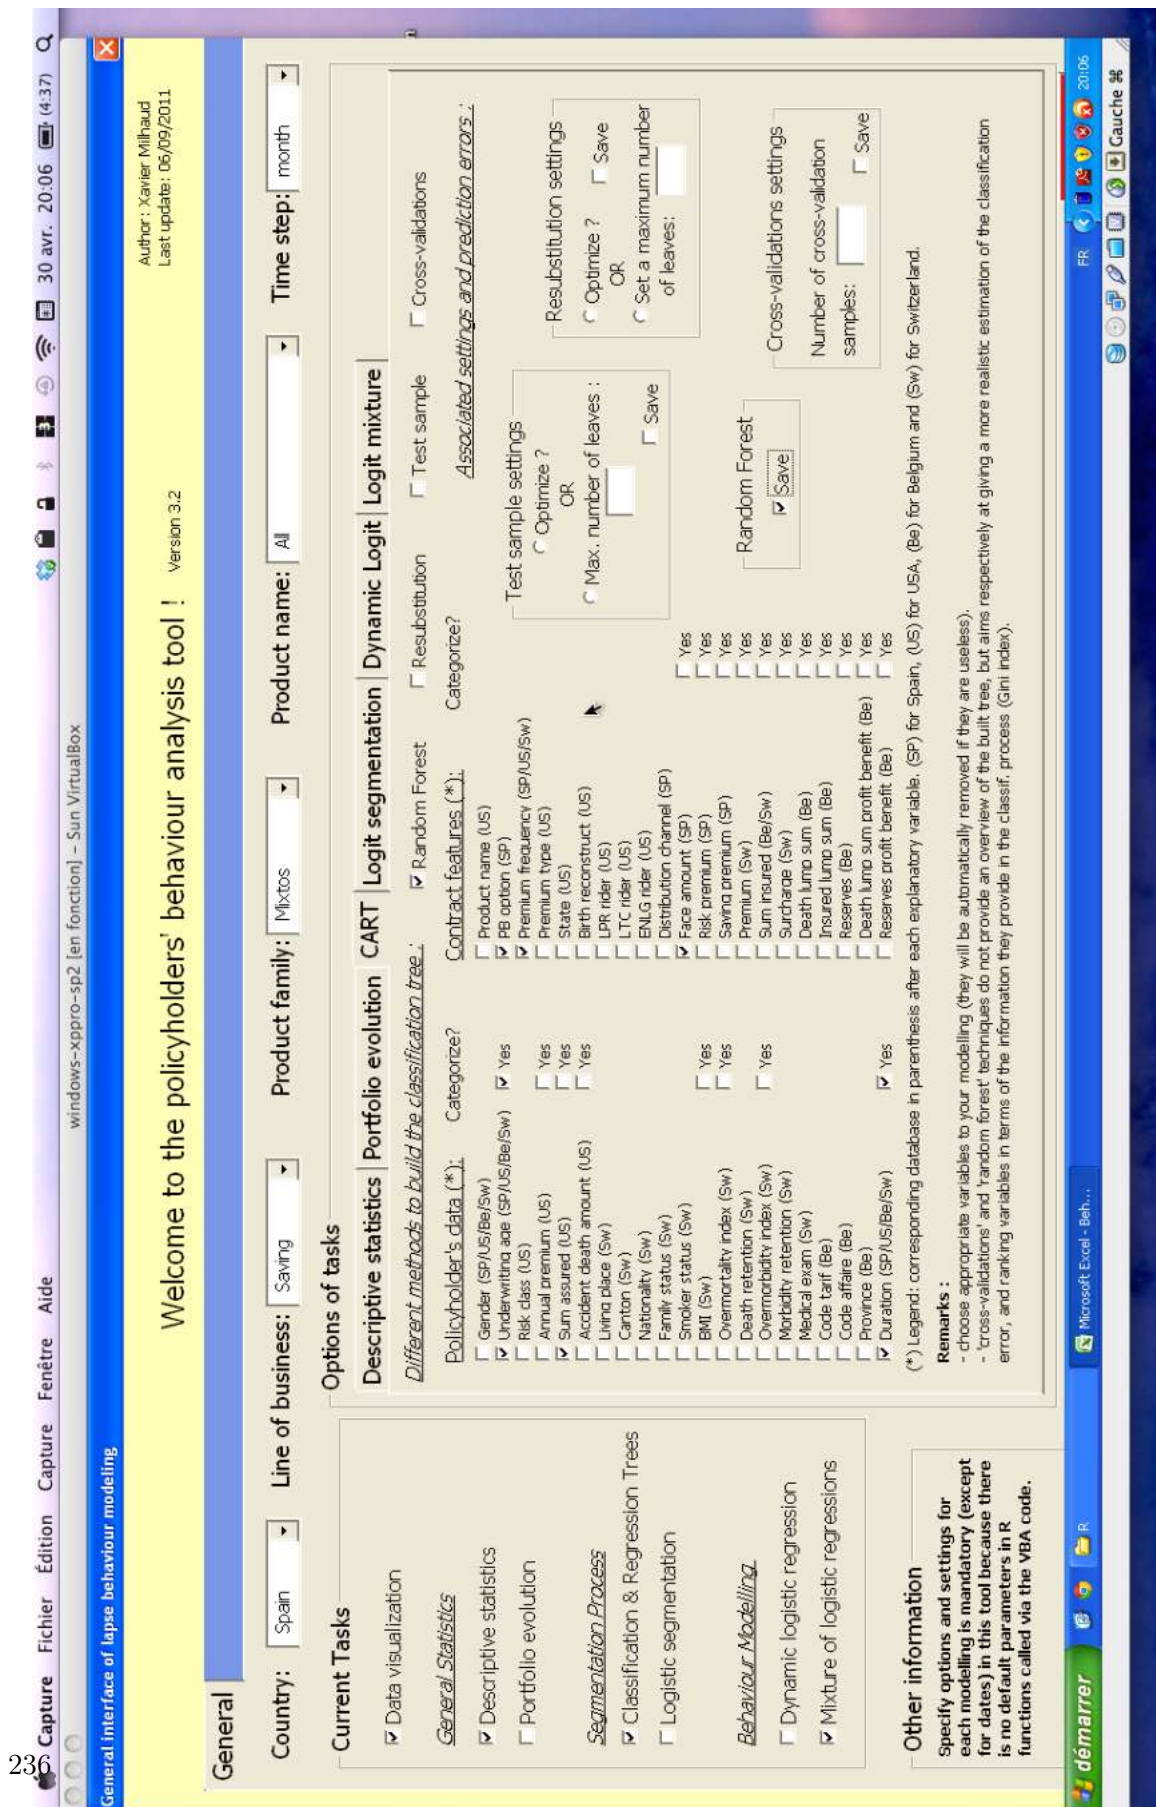 236
Capture Fichier Édition Capture Fenêtre Aide
30 avr. 20:06 (4:37)
windows-xppro-sp2 [en fonction] – Sun VirtualBox
General interface of lapse behaviour modeling
Author: Xavier Milhaud
Last update: 06/09/2011
Welcome to the policyholders' behaviour analysis tool ! Version 3.2
General
Country: Spain Line of business: Saving Product family: Mixtos Product name: All Time step: month
Current Tasks
Data visualization
General Statistics
Descriptive statistics
Portfolio evolution
Segmentation Process
Classification & Regression Trees
Logistic segmentation
Behaviour Modelling
Dynamic logistic regression
Mixture of logistic regressions
Other information
Specify options and settings for
each modelling is mandatory (except
for dates) in this tool because there
is no default parameters in R
functions called via the VBA code.
Options of tasks
Descriptive statistics Portfolio evolution CART Logit segmentation Dynamic Logit Logit mixture
Different methods to build the classification tree :
Random Forest Resubstitution Test sample Cross-validations
Policyholder's data (*): Categorize?
Gender (SP/US/Be/Sw)
Underwriting age (SP/US/Be/Sw) Yes
Risk class (US)
Annual premium (US) Yes
Sum assured (US) Yes
Accident death amount (US) Yes
Living place (Sw)
Canton (Sw)
Nationality (Sw)
Family status (Sw)
Smoker status (Sw)
BMI (Sw) Yes
Overmortality index (Sw) Yes
Death retention (Sw)
Overmorbidity index (Sw) Yes
Morbidity retention (Sw)
Medical exam (Sw)
Code tarif (Be)
Code affaire (Be)
Province (Be)
Duration (SP/US/Be/Sw) Yes
Contract features (*): Categorize?
Product name (US)
PB option (SP)
Premium frequency (SP/US/Sw)
Premium type (US)
State (US)
Birth reconstruct (US)
LPR rider (US)
LTC rider (US)
ENLG rider (US)
Distribution channel (SP)
Face amount (SP) Yes
Risk premium (SP) Yes
Saving premium (SP) Yes
Premium (Sw) Yes
Sum insured (Be/Sw) Yes
Surcharge (Sw) Yes
Death lump sum (Be) Yes
Insured lump sum (Be) Yes
Reserves (Be) Yes
Death lump sum profit benefit (Be) Yes
Reserves profit benefit (Be) Yes
Associated settings and prediction errors :
Test sample settings
Optimize ?
OR
Max. number of leaves :
Save
Resubstitution settings
Optimize ?
OR
Save
Set a maximum number
of leaves:
Random Forest
Save
Cross-validations settings
Number of cross-validation
samples:
Save
(*) Legend: corresponding database in parenthesis after each explanatory variable. (SP) for Spain, (US) for USA, (Be) for Belgium and (Sw) for Switzerland.
Remarks :
- choose appropriate variables to your modelling (they will be automatically removed if they are useless).
- 'cross-validations' and 'random forest' techniques do not provide an overview of the built tree, but aims respectively at giving a more realistic estimation of the classification
error, and ranking variables in terms of the information they provide in the classif. process (Gini index).
démarrer R Microsoft Excel - Beh... FR 20:06
Gauche ⌘